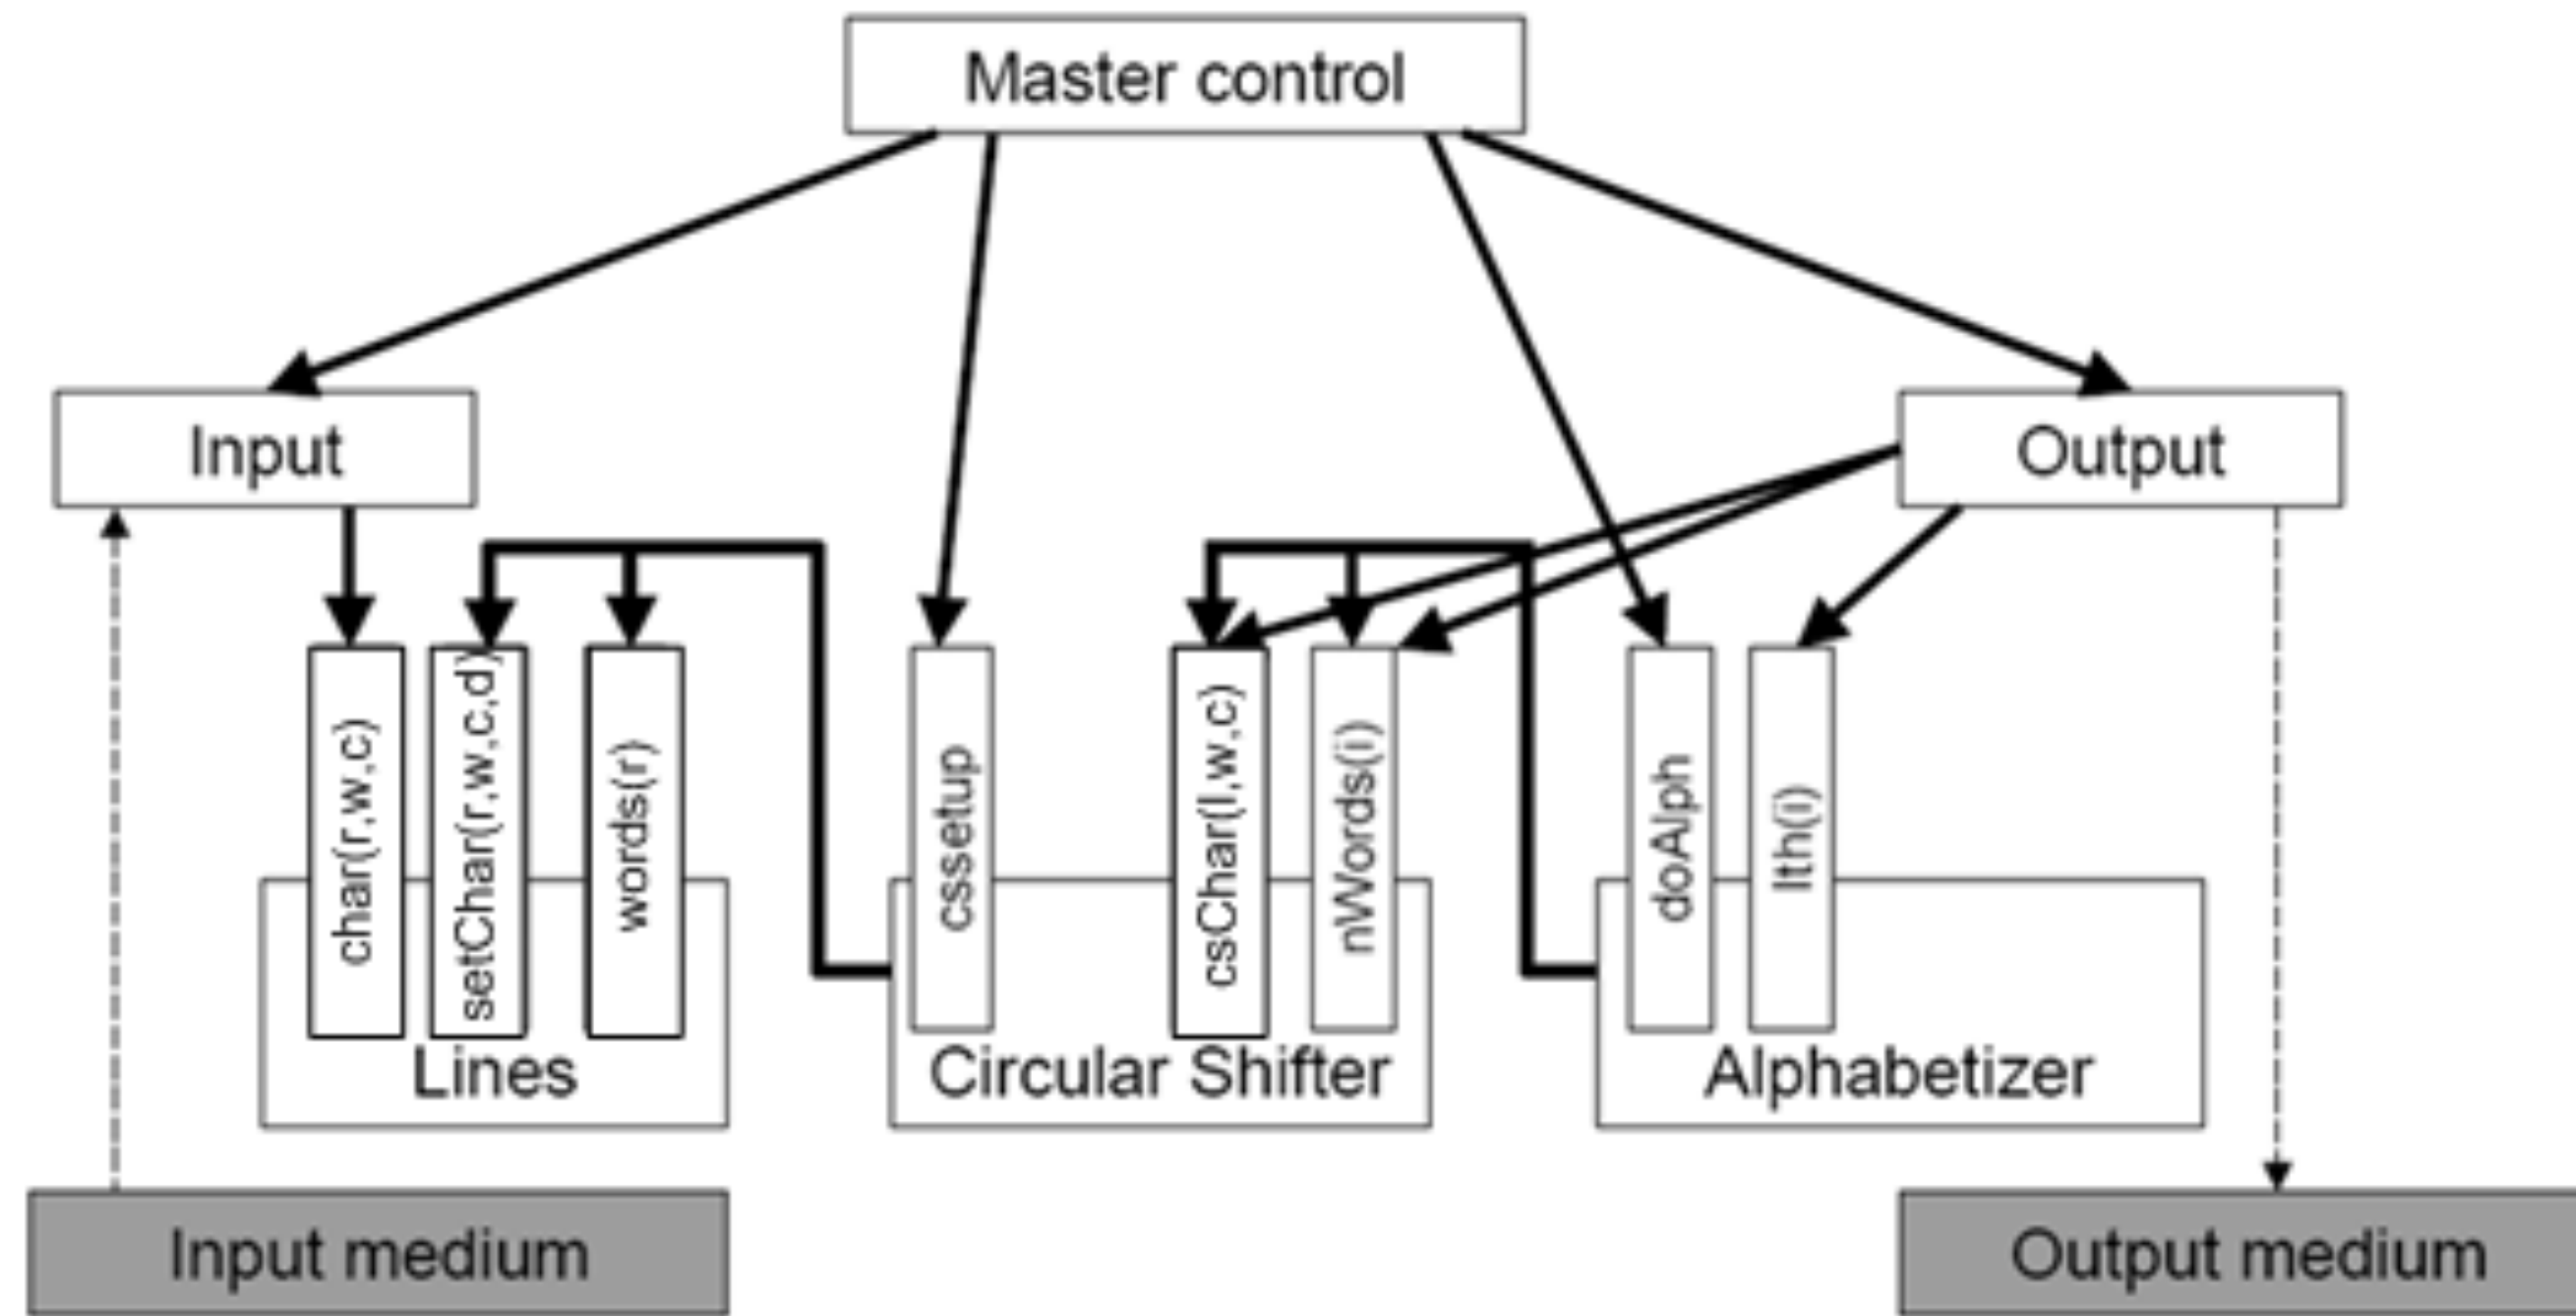 Master control
Input
Output
char(r,w,c)
setChar(r,w,c,d)
words(r)
cssetup
csChar(l,w,c)
nWords(i)
doAlph
Ith(i)
Lines
Circular Shifter
Alphabetizer
Input medium
Output medium